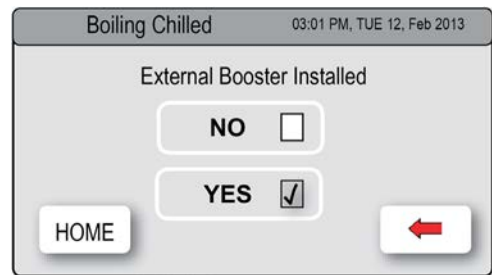 Boiling Chilled 03:01 PM, TUE 12, Feb 2013
External Booster Installed
NO
YES
HOME